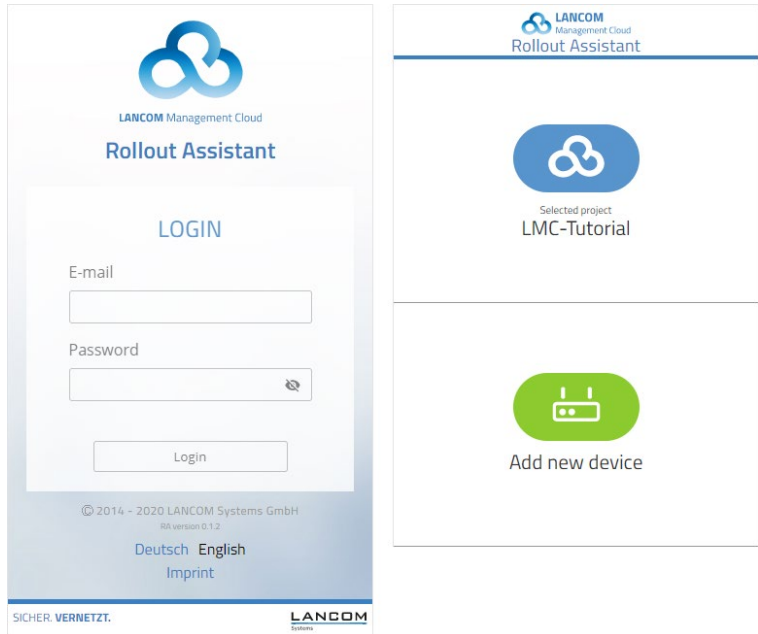 LANCOM Management Cloud
Rollout Assistant
LOGIN
E-mail
Password
Login
© 2014 - 2020 LANCOM Systems GmbH
RA version 0.1.2
Deutsch English
Imprint
SICHER. VERNETZT.
LANCOM
Systems
LANCOM
Management Cloud
Rollout Assistant
Selected project
LMC-Tutorial
Add new device